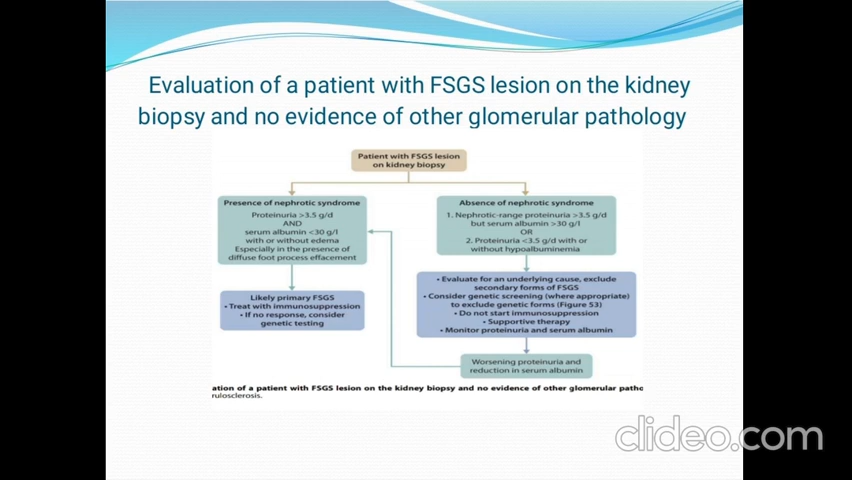 Evaluation of a patient with FSGS lesion on the kidney
biopsy and no evidence of other glomerular pathology
Patient with FSGS lesion
on kidney biopsy
Presence of nephrotic syndrome
Proteinuria >3.5 g/d
AND
serum albumin <30 g/l
with or without edema
Especially in the presence of
diffuse foot process effacement
Likely primary FSGS
• Treat with immunosuppression
• If no response, consider
genetic testing
Absence of nephrotic syndrome
1. Nephrotic-range proteinuria >3.5 g/d
but serum albumin >30 g/l
OR
2. Proteinuria <3.5 g/d with or
without hypoalbuminemia
• Evaluate for an underlying cause, exclude
secondary forms of FSGS
• Consider genetic screening (where appropriate)
to exclude genetic forms (Figure 53)
• Do not start immunosuppression
• Supportive therapy
• Monitor proteinuria and serum albumin
Worsening proteinuria and
reduction in serum albumin
ation of a patient with FSGS lesion on the kidney biopsy and no evidence of other glomerular patho
rulosclerosis.
clideo.com